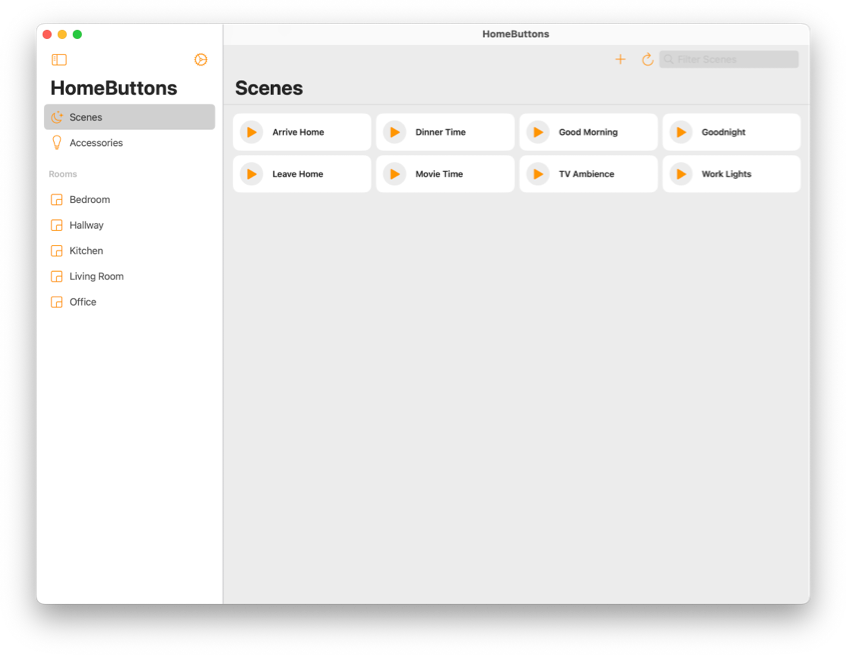 HomeButtons
HomeButtons
Scenes
Accessories
Rooms
Bedroom
Hallway
Kitchen
Living Room
Office
Filter Scenes
Scenes
Arrive Home
Dinner Time
Good Morning
Goodnight
Leave Home
Movie Time
TV Ambience
Work Lights